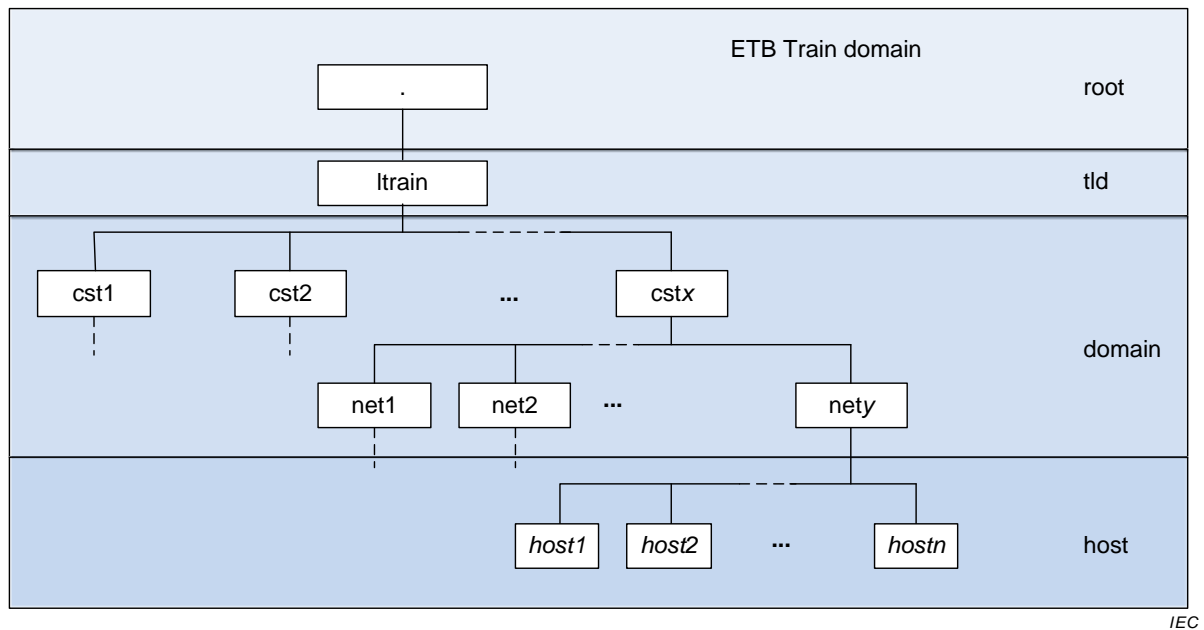 ETB Train domain
root
.
ltrain
tld
cst1
cst2
...
cstx
domain
net1
net2
...
nety
host1
host2
...
hostn
host
IEC